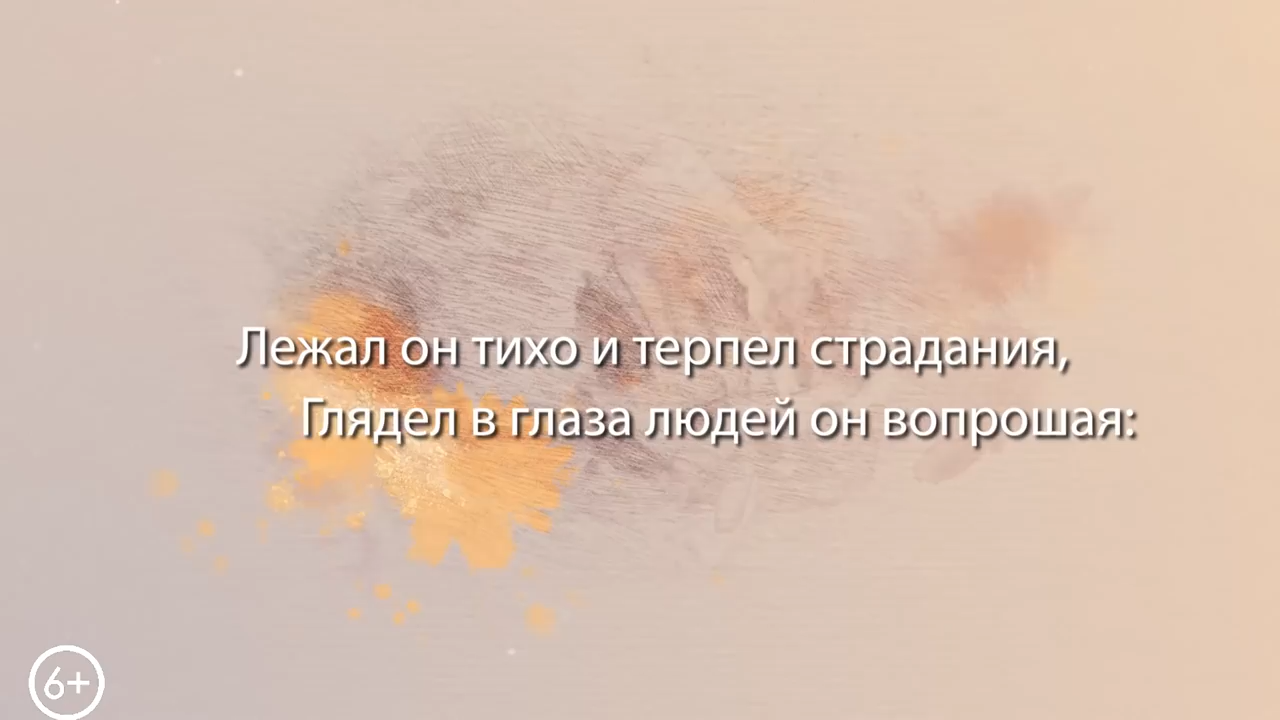 Лежал он тихо и терпел страдания,
Глядел в глаза людей он вопрошая:
6+